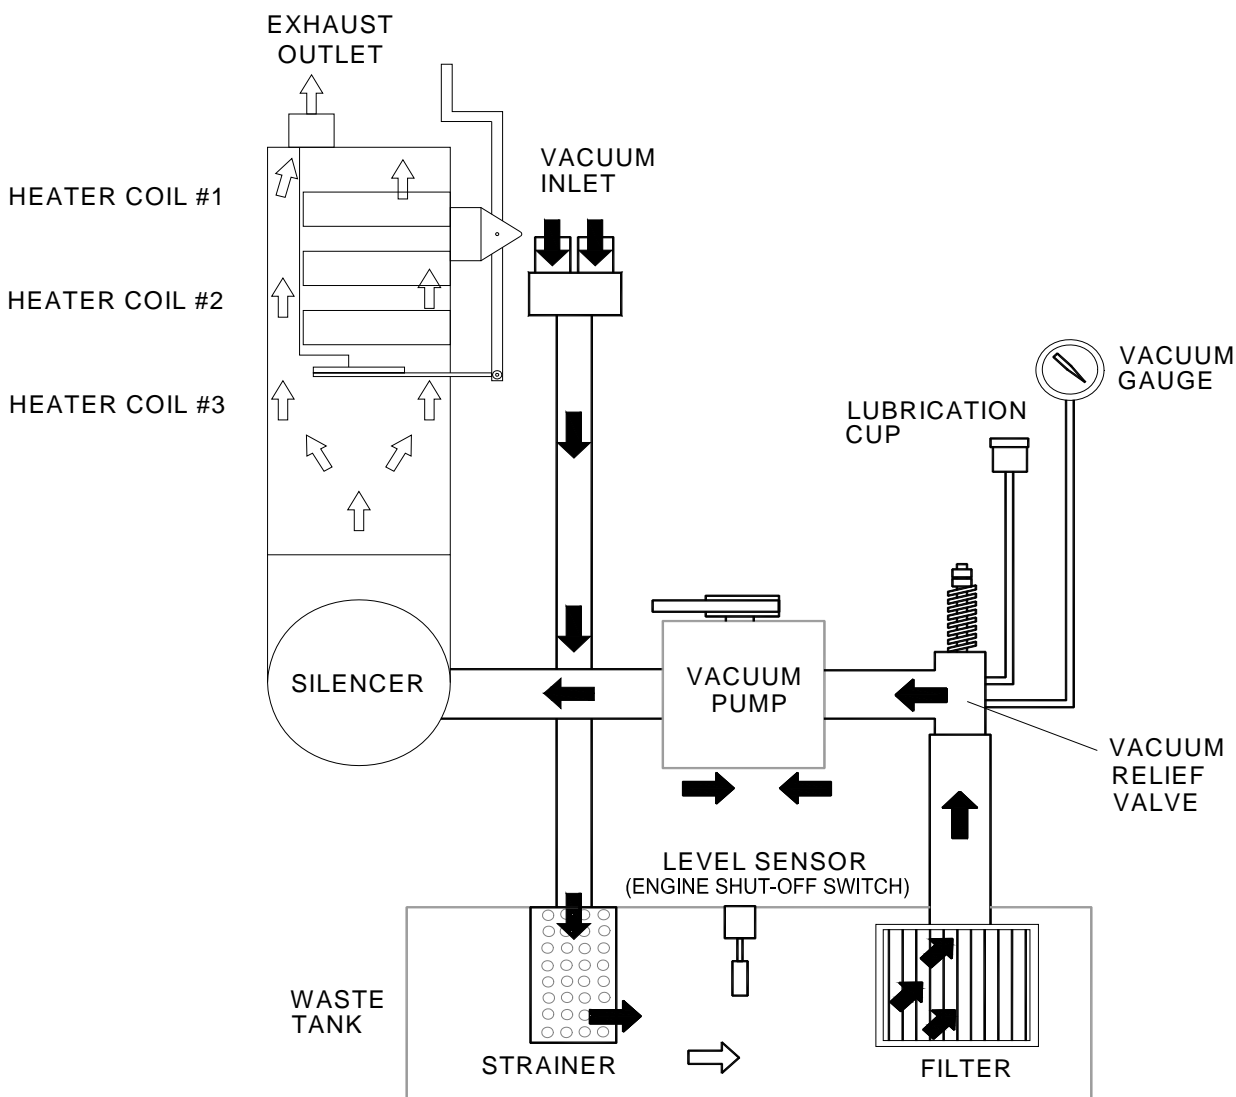 EXHAUST
OUTLET
HEATER COIL #1
VACUUM
INLET
HEATER COIL #2
HEATER COIL #3
VACUUM
GAUGE
LUBRICATION
CUP
SILENCER
VACUUM
PUMP
VACUUM
RELIEF
VALVE
LEVEL SENSOR
(ENGINE SHUT-OFF SWITCH)
WASTE
TANK
STRAINER
FILTER